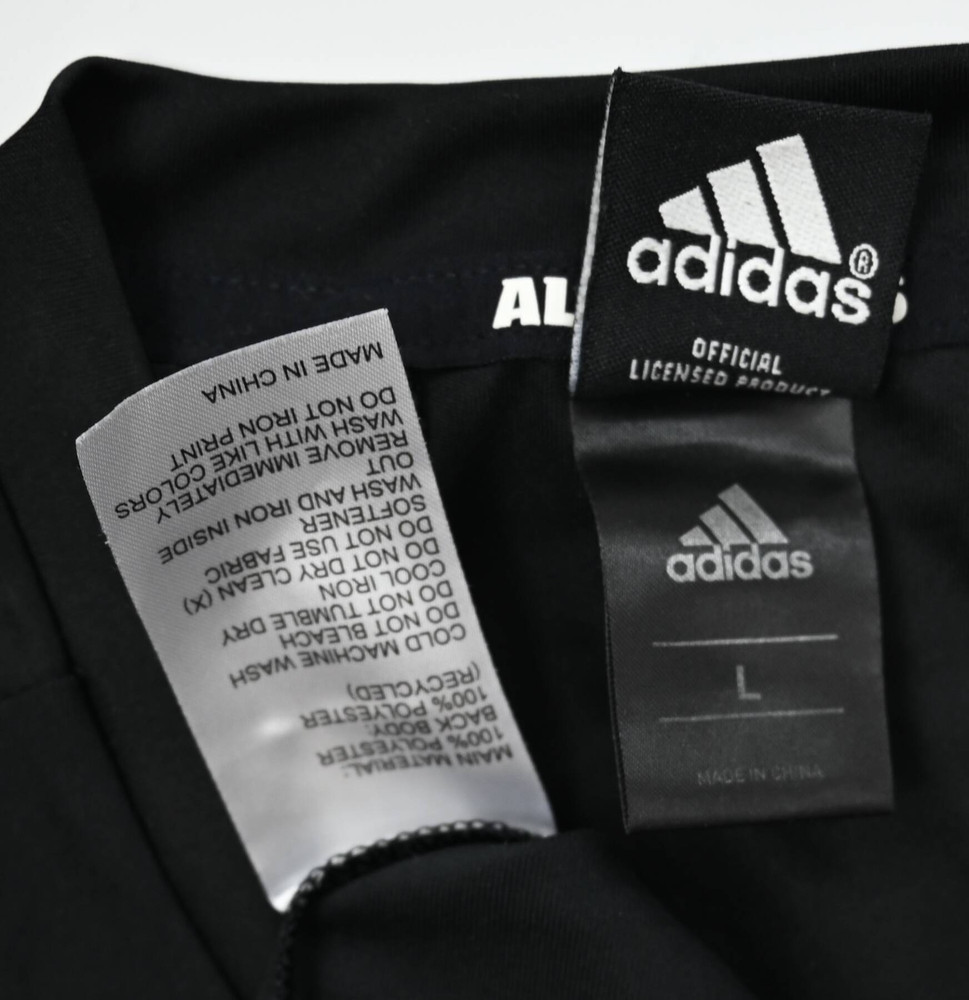 adidas®
OFFICIAL
LICENSED PRODUCT
adidas
L
MADE IN CHINA
MAIN MATERIAL:
100% POLYESTER
BACK BODY:
100% POLYESTER
(RECYCLED)
COLD MACHINE WASH
DO NOT BLEACH
DO NOT TUMBLE DRY
COOL IRON
DO NOT DRY CLEAN (X)
DO NOT USE FABRIC
SOFTENER
WASH AND IRON INSIDE
OUT
REMOVE IMMEDIATELY
WASH WITH LIKE COLORS
DO NOT IRON PRINT
MADE IN CHINA